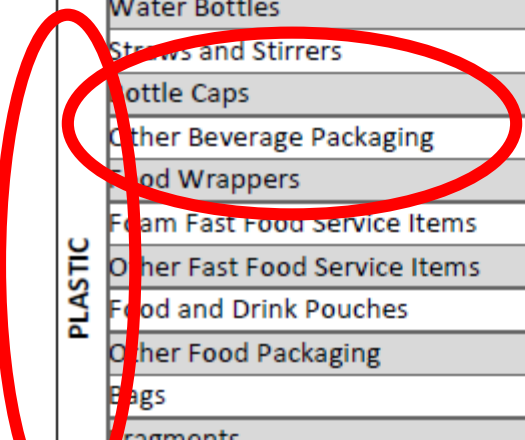 Water Bottles
Straws and Stirrers
Bottle Caps
Other Beverage Packaging
Food Wrappers
Foam Fast Food Service Items
Other Fast Food Service Items
Food and Drink Pouches
Other Food Packaging
Bags
Fragments
PLASTIC